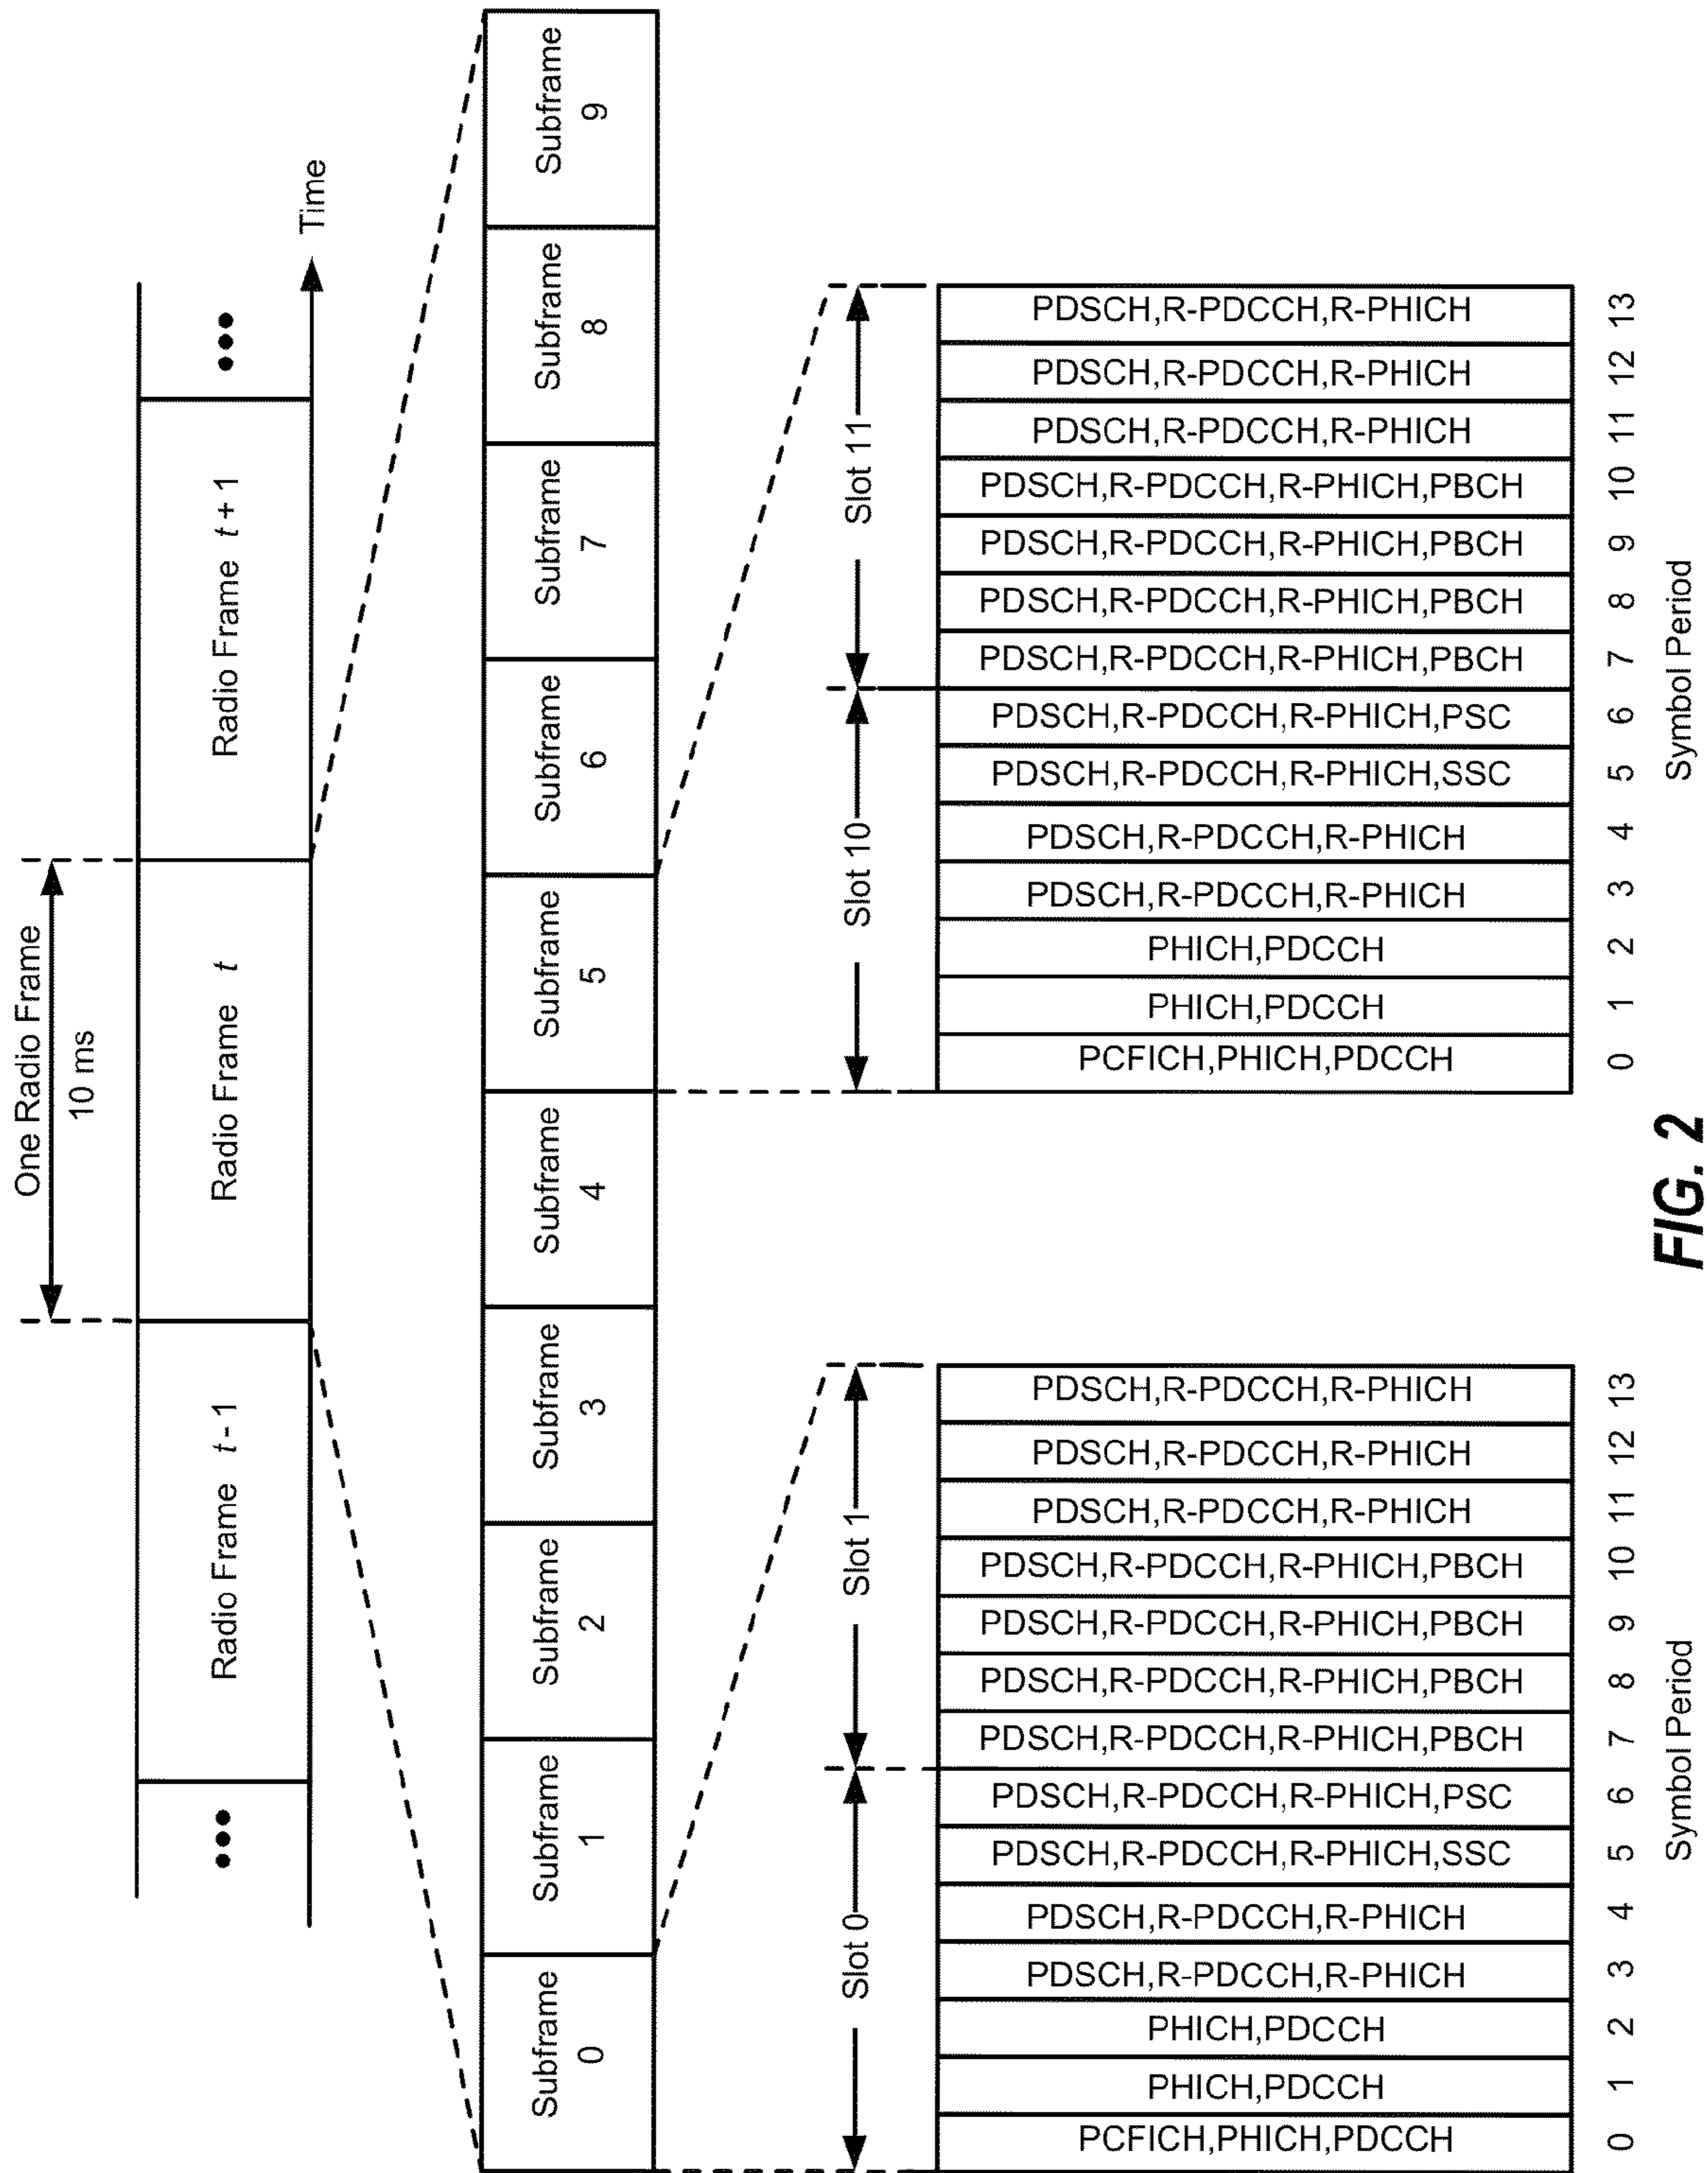 One Radio Frame
10 ms
Radio Frame t - 1
Radio Frame t
Radio Frame t + 1
Time
Subframe
0
Subframe
1
Subframe
2
Subframe
3
Subframe
4
Subframe
5
Subframe
6
Subframe
7
Subframe
8
Subframe
9
Slot 0
Slot 1
PCFICH,PHICH,PDCCH
PHICH,PDCCH
PHICH,PDCCH
PDSCH,R-PDCCH,R-PHICH
PDSCH,R-PDCCH,R-PHICH
PDSCH,R-PDCCH,R-PHICH,SSC
PDSCH,R-PDCCH,R-PHICH,PSC
PDSCH,R-PDCCH,R-PHICH,PBCH
PDSCH,R-PDCCH,R-PHICH,PBCH
PDSCH,R-PDCCH,R-PHICH,PBCH
PDSCH,R-PDCCH,R-PHICH,PBCH
PDSCH,R-PDCCH,R-PHICH
PDSCH,R-PDCCH,R-PHICH
PDSCH,R-PDCCH,R-PHICH
0 1 2 3 4 5 6 7 8 9 10 11 12 13
Symbol Period
Slot 10
Slot 11
PCFICH,PHICH,PDCCH
PHICH,PDCCH
PHICH,PDCCH
PDSCH,R-PDCCH,R-PHICH
PDSCH,R-PDCCH,R-PHICH
PDSCH,R-PDCCH,R-PHICH,SSC
PDSCH,R-PDCCH,R-PHICH,PSC
PDSCH,R-PDCCH,R-PHICH,PBCH
PDSCH,R-PDCCH,R-PHICH,PBCH
PDSCH,R-PDCCH,R-PHICH,PBCH
PDSCH,R-PDCCH,R-PHICH,PBCH
PDSCH,R-PDCCH,R-PHICH
PDSCH,R-PDCCH,R-PHICH
PDSCH,R-PDCCH,R-PHICH
0 1 2 3 4 5 6 7 8 9 10 11 12 13
Symbol Period
FIG. 2